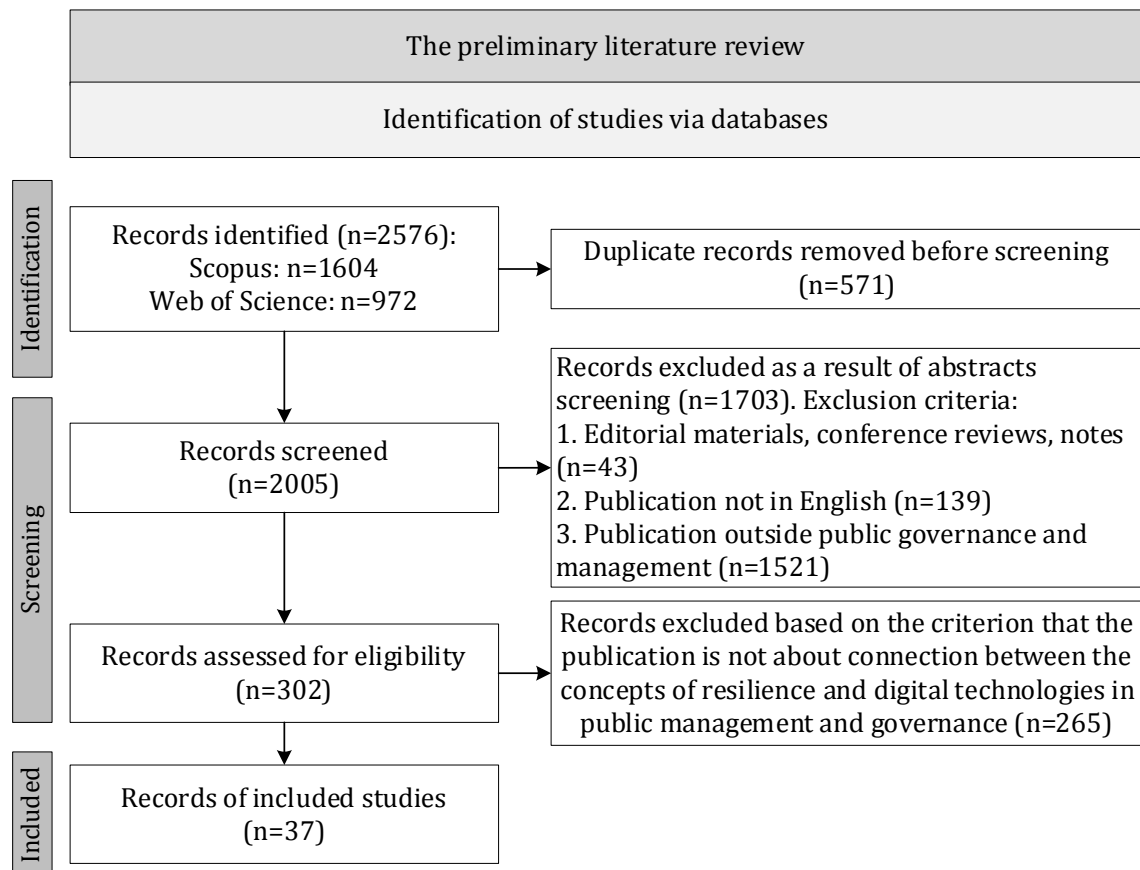 The preliminary literature review
Identification of studies via databases
Identification
Records identified (n=2576):
Scopus: n=1604
Web of Science: n=972
Duplicate records removed before screening
(n=571)
Screening
Records screened
(n=2005)
Records excluded as a result of abstracts
screening (n=1703). Exclusion criteria:
1. Editorial materials, conference reviews, notes
(n=43)
2. Publication not in English (n=139)
3. Publication outside public governance and
management (n=1521)
Records assessed for eligibility
(n=302)
Records excluded based on the criterion that the
publication is not about connection between the
concepts of resilience and digital technologies in
public management and governance (n=265)
Included
Records of included studies
(n=37)